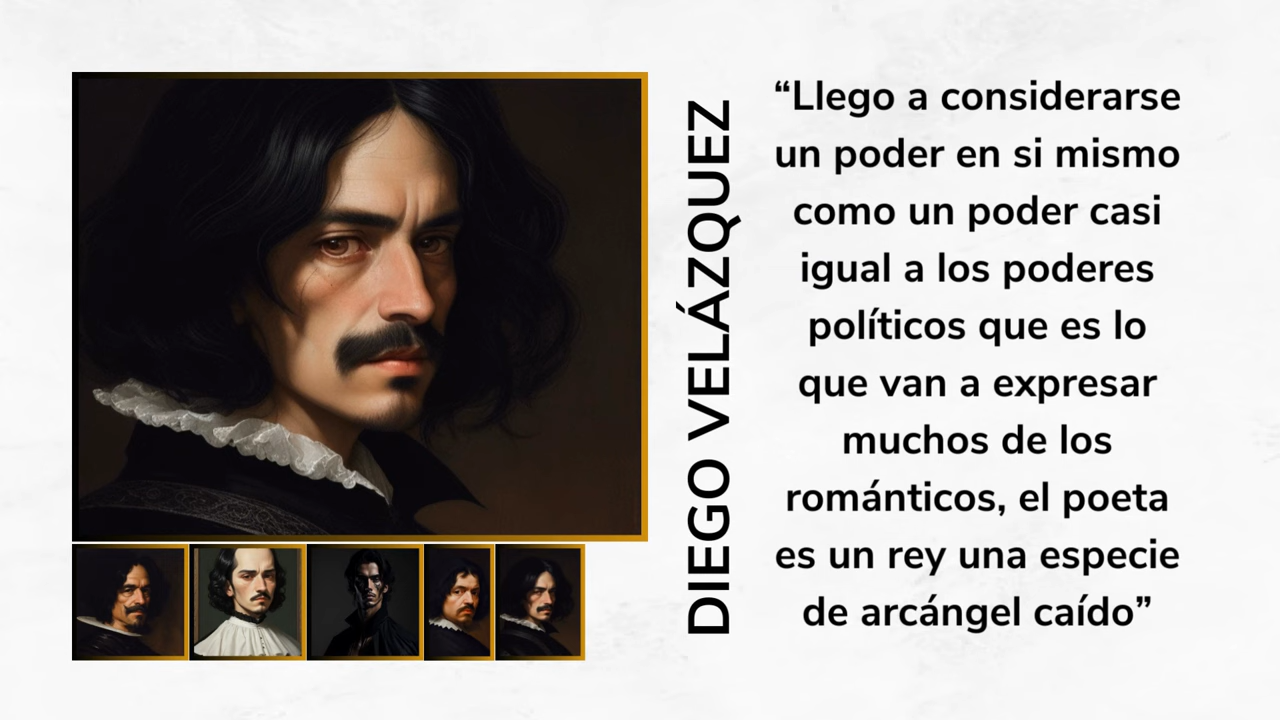 DIEGO VELÁZQUEZ
“Llego a considerarse
un poder en si mismo
como un poder casi
igual a los poderes
políticos que es lo
que van a expresar
muchos de los
románticos, el poeta
es un rey una especie
de arcángel caído”